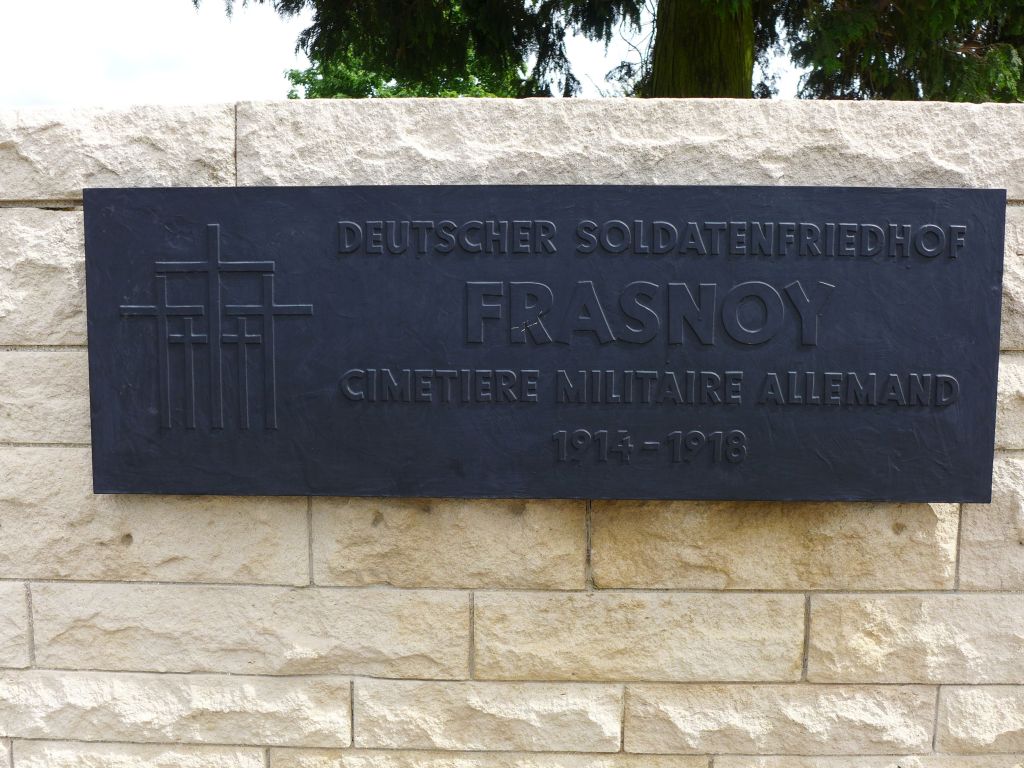 DEUTSCHER SOLDATENFRIEDHOF
FRASNOY
CIMETIERE MILITAIRE ALLEMAND
1914-1918